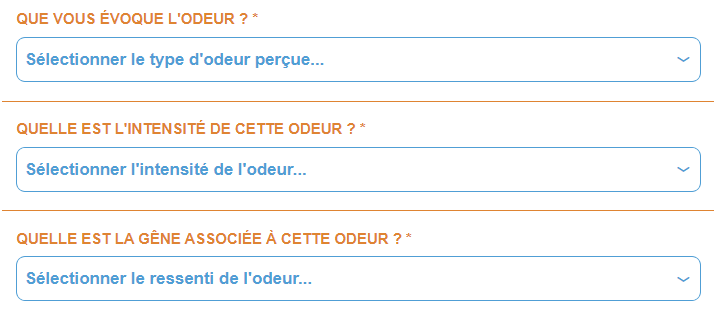 QUE VOUS ÉVOQUE L'ODEUR ? *
Sélectionner le type d'odeur perçue...
QUELLE EST L'INTENSITÉ DE CETTE ODEUR ? *
Sélectionner l'intensité de l'odeur...
QUELLE EST LA GÊNE ASSOCIÉE À CETTE ODEUR ? *
Sélectionner le ressenti de l'odeur...